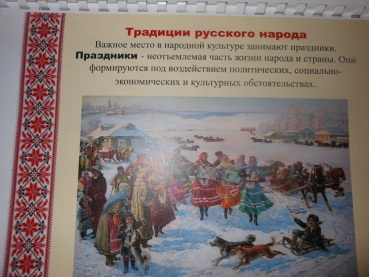 Традиции русского народа
Важное место в народной культуре занимают праздники.
Праздники - неотъемлемая часть жизни народа и страны. Они
формируются под воздействием политических, социально-
экономических и культурных обстоятельствах.